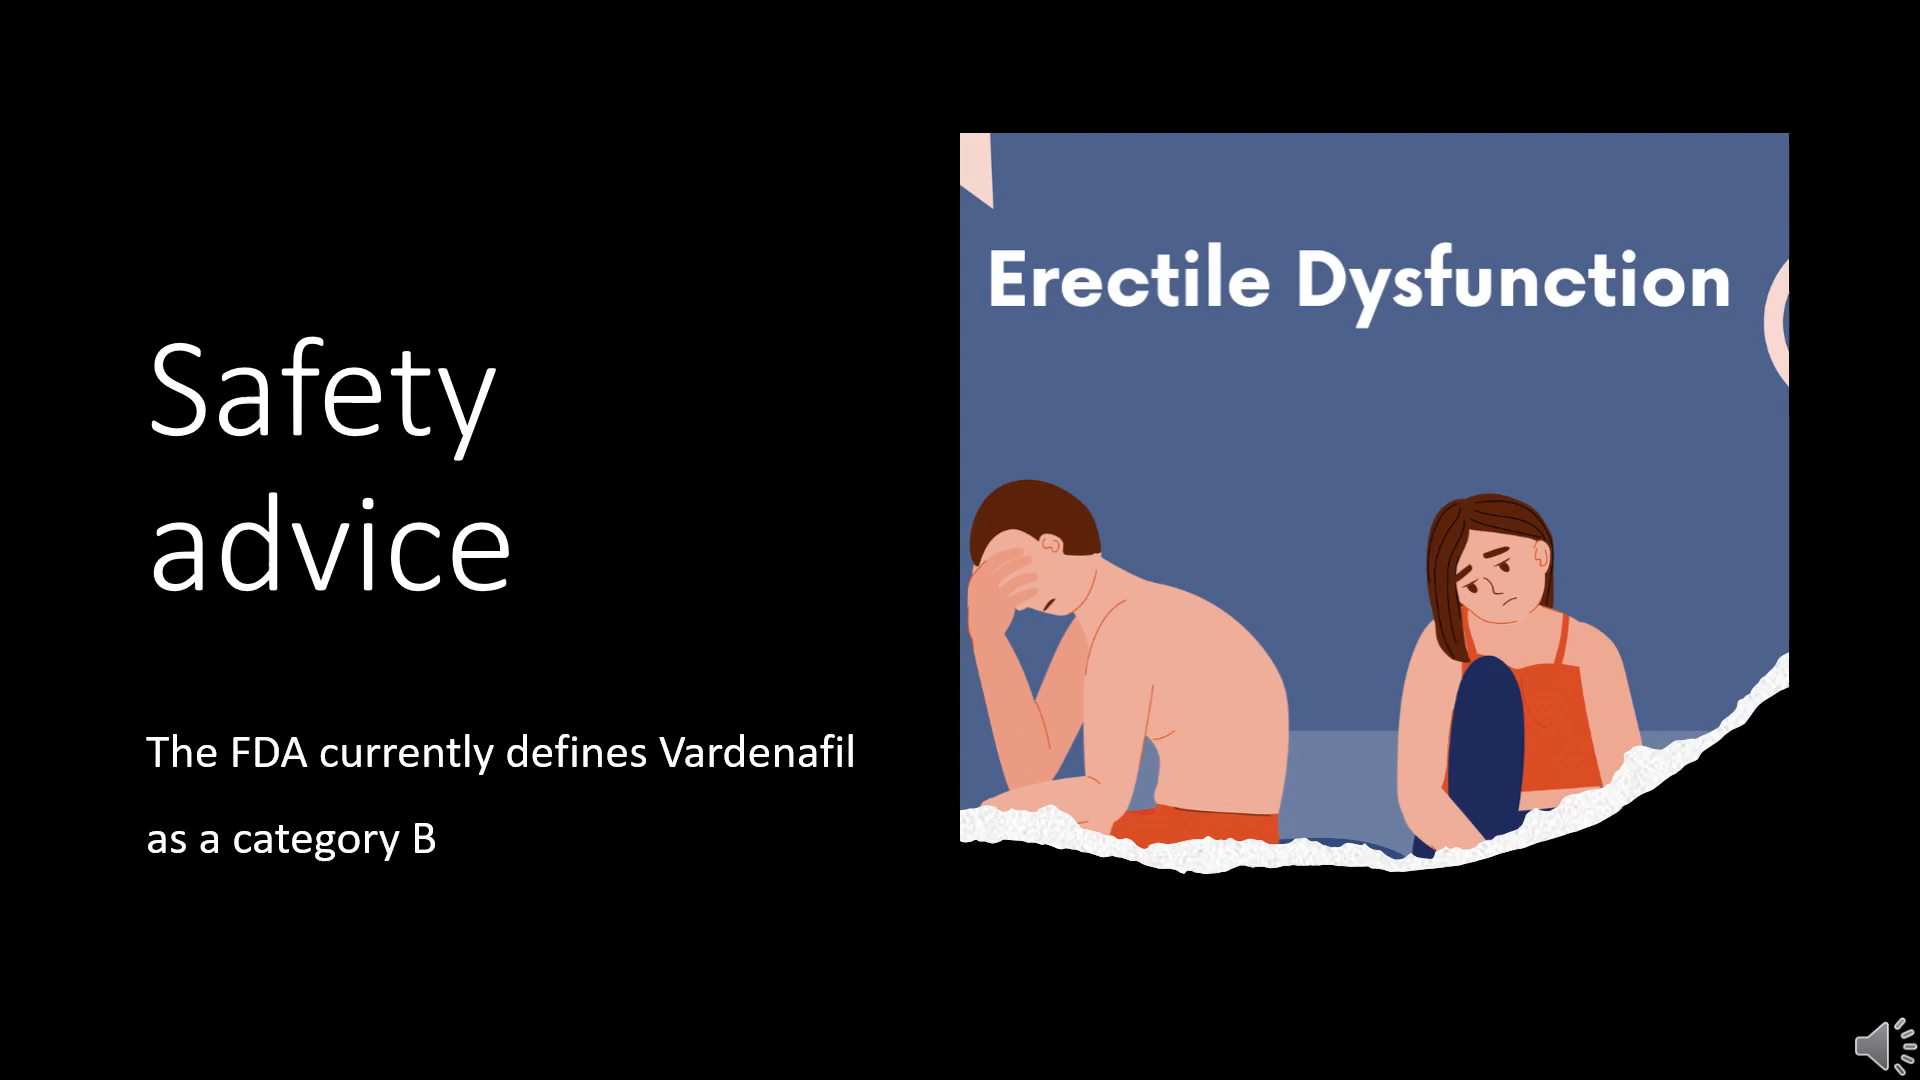 Safety
advice
The FDA currently defines Vardenafil
as a category B
Erectile Dysfunction